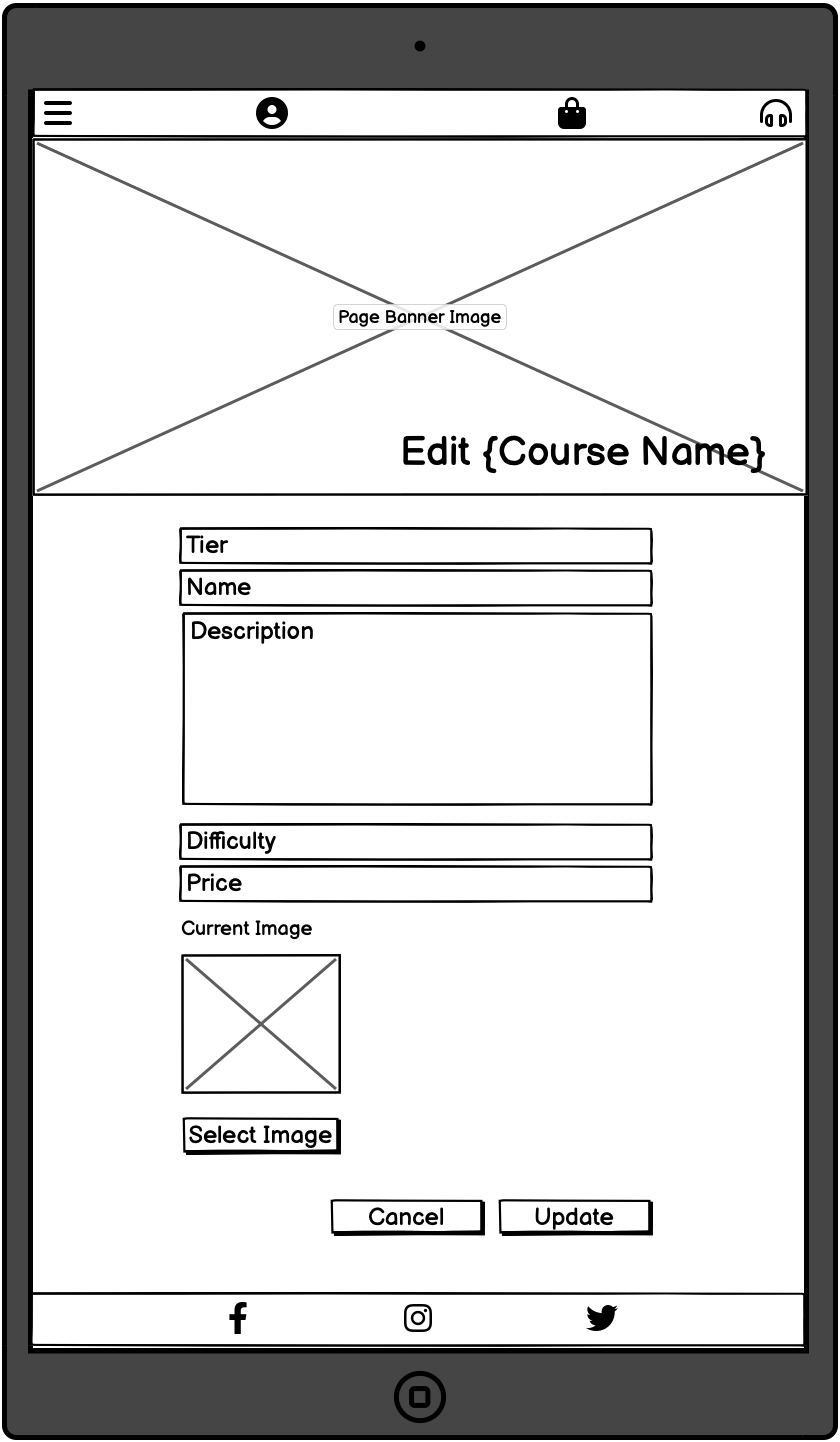 Page Banner Image
Edit {Course Name}
Tier
Name
Description
Difficulty
Price
Current Image
Select Image
Cancel
Update